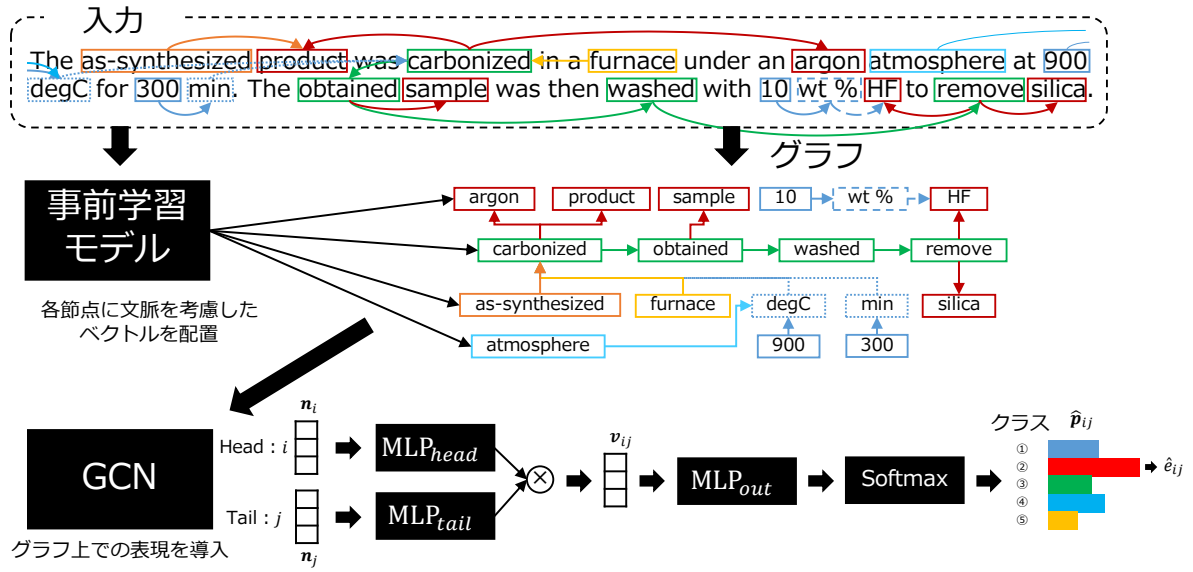 入力
The as-synthesized product was carbonized in a furnace under an argon atmosphere at 900
degC for 300 min. The obtained sample was then washed with 10 wt % HF to remove silica.
グラフ
事前学習
モデル
各節点に文脈を考慮した
ベクトルを配置
argon product sample 10 wt % HF
carbonized obtained washed remove
as-synthesized furnace degC min silica
atmosphere 900 300
GCN
グラフ上での表現を導入
n_i
Head : i
MLP_head
Tail : j
n_j
MLP_tail
×
v_ij
MLP_out
Softmax
クラス p̂_ij
①
②
③
④
⑤
ê_ij